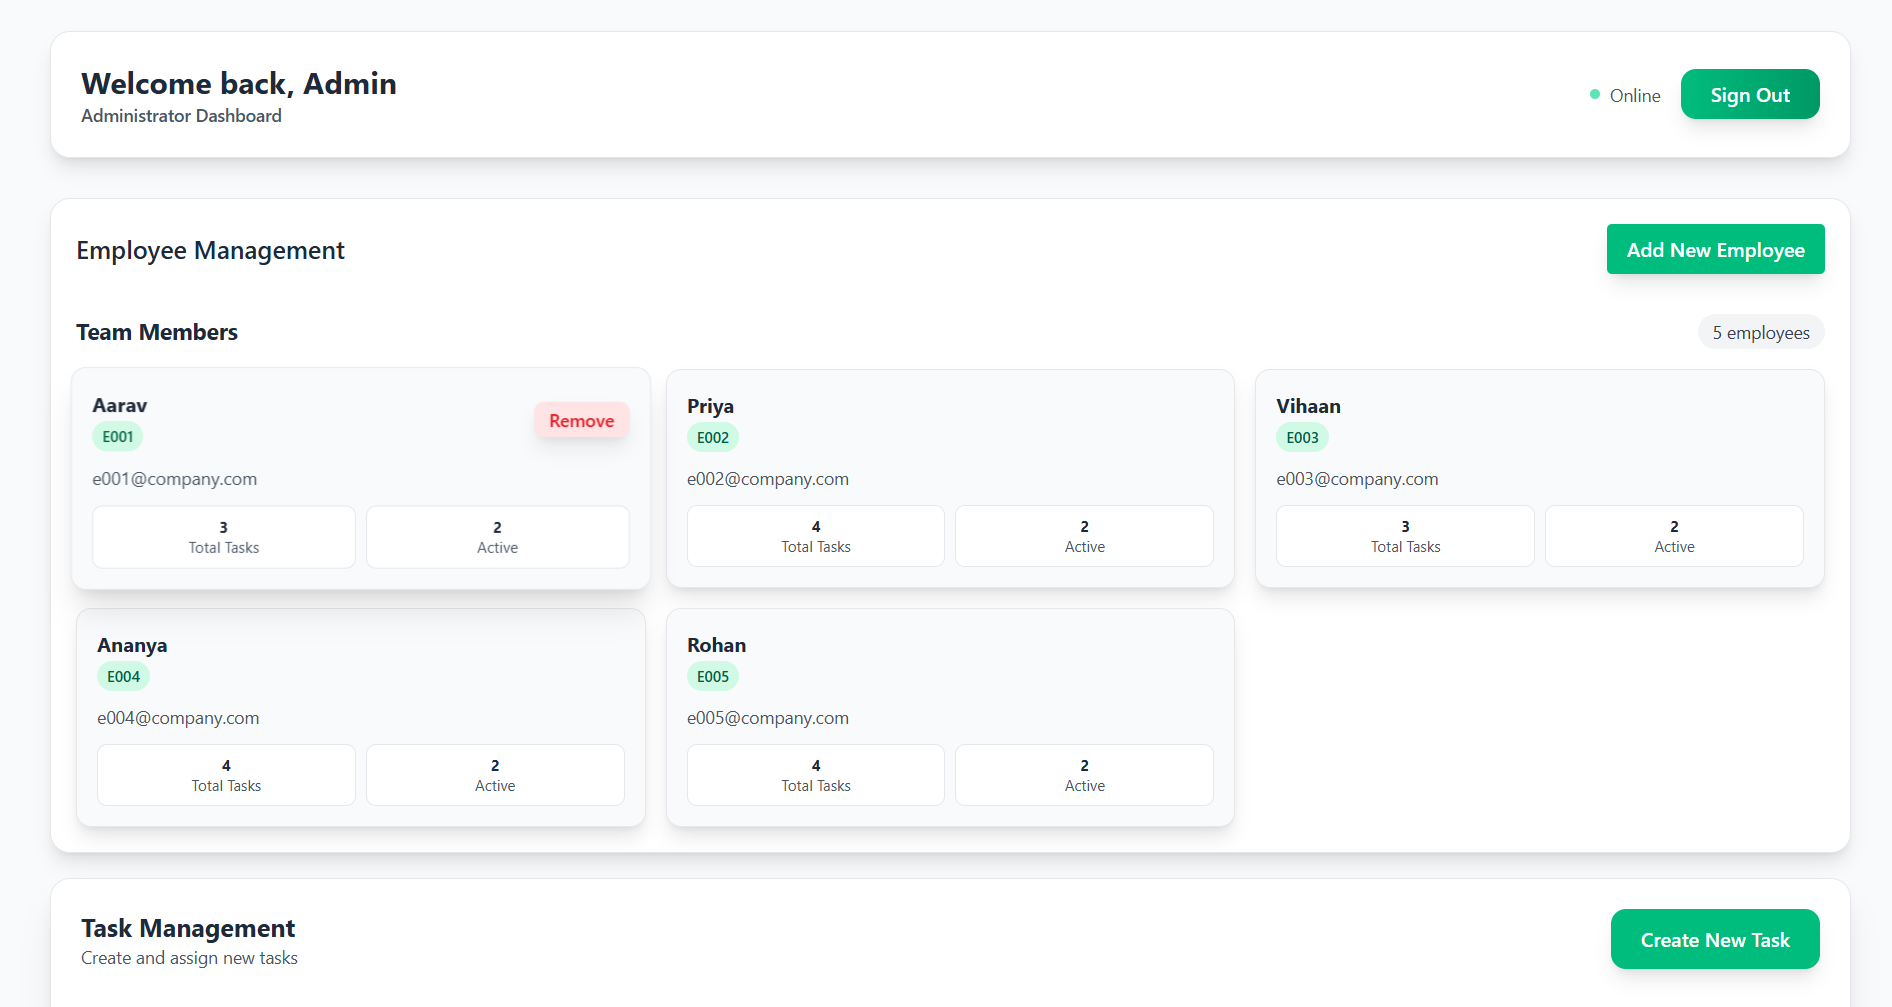 Welcome back, Admin
Administrator Dashboard
Online
Sign Out
Employee Management
Add New Employee
Team Members
5 employees
Aarav
E001
Remove
e001@company.com
3
Total Tasks
2
Active
Priya
E002
e002@company.com
4
Total Tasks
2
Active
Vihaan
E003
e003@company.com
3
Total Tasks
2
Active
Ananya
E004
e004@company.com
4
Total Tasks
2
Active
Rohan
E005
e005@company.com
4
Total Tasks
2
Active
Task Management
Create and assign new tasks
Create New Task